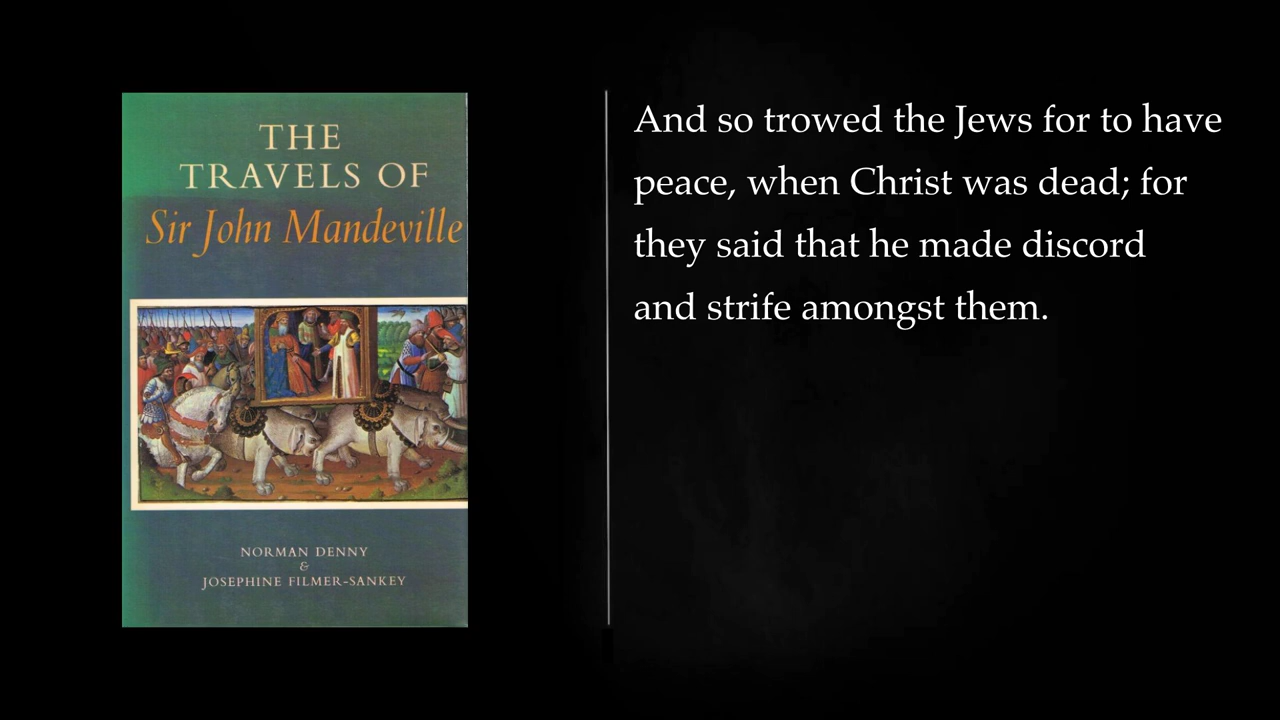 THE
TRAVELS OF
Sir John Mandeville
NORMAN DENNY
&
JOSEPHINE FILMER-SANKEY
And so trowed the Jews for to have
peace, when Christ was dead; for
they said that he made discord
and strife amongst them.